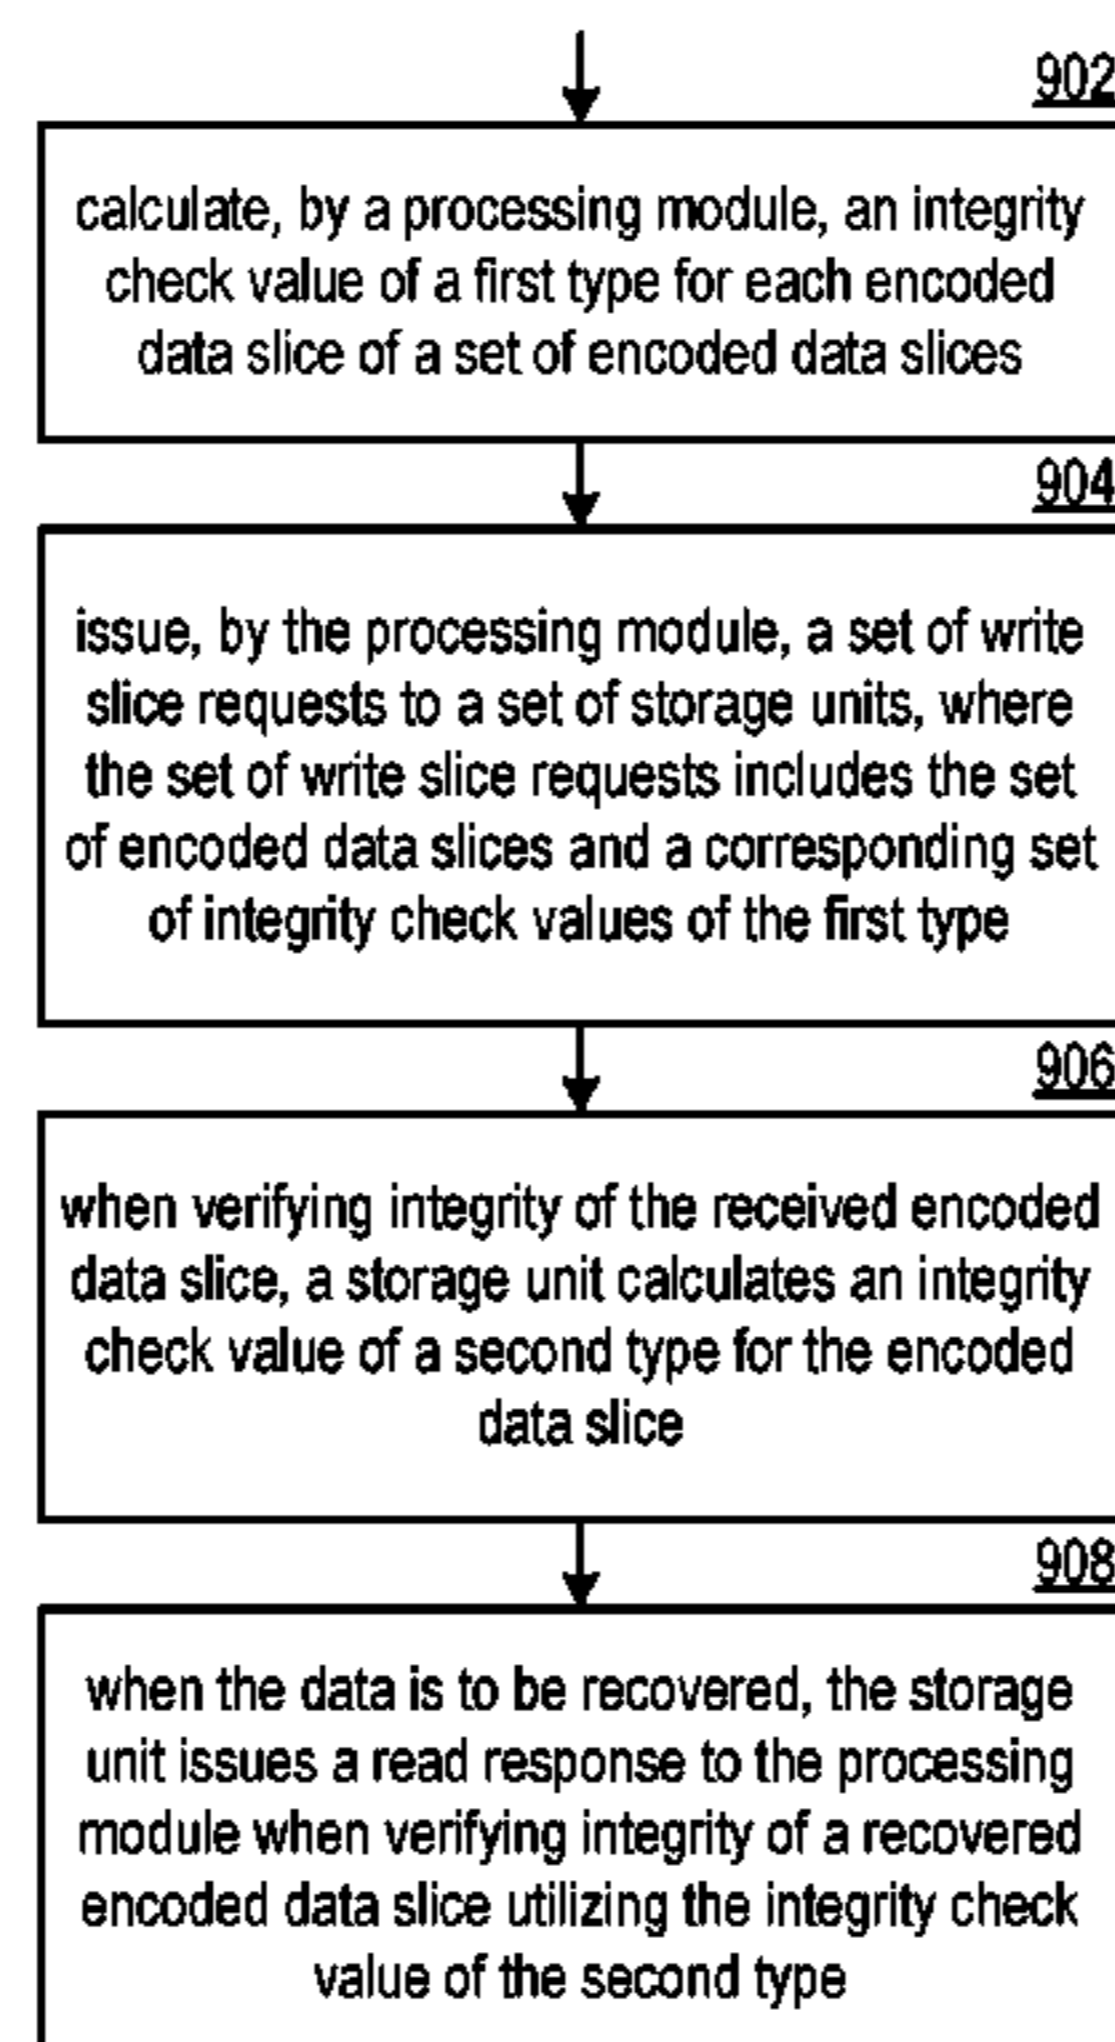 902
calculate, by a processing module, an integrity
check value of a first type for each encoded
data slice of a set of encoded data slices
904
issue, by the processing module, a set of write
slice requests to a set of storage units, where
the set of write slice requests includes the set
of encoded data slices and a corresponding set
of integrity check values of the first type
906
when verifying integrity of the received encoded
data slice, a storage unit calculates an integrity
check value of a second type for the encoded
data slice
908
when the data is to be recovered, the storage
unit issues a read response to the processing
module when verifying integrity of a recovered
encoded data slice utilizing the integrity check
value of the second type